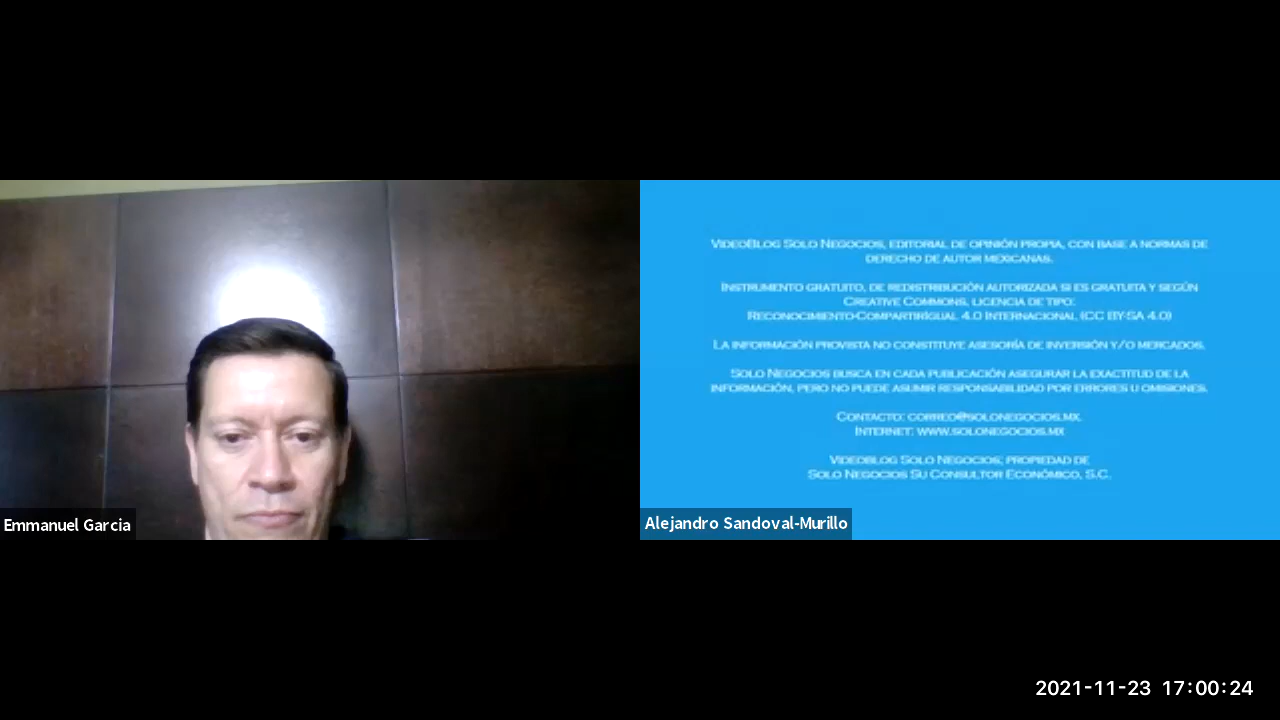 VIDEOBLOG SOLO NEGOCIOS, EDITORIAL DE OPINIÓN PROPIA, CON BASE A NORMAS DE
DERECHO DE AUTOR MEXICANAS.
INSTRUMENTO GRATUITO, DE REDISTRIBUCIÓN AUTORIZADA SI ES GRATUITA Y SEGÚN
CREATIVE COMMONS, LICENCIA DE TIPO:
RECONOCIMIENTO-COMPARTIRIGUAL 4.0 INTERNACIONAL (CC BY-SA 4.0)
LA INFORMACIÓN PROVISTA NO CONSTITUYE ASESORÍA DE INVERSIÓN Y/O MERCADOS.
SOLO NEGOCIOS BUSCA EN CADA PUBLICACIÓN ASEGURAR LA EXACTITUD DE LA
INFORMACIÓN, PERO NO PUEDE ASUMIR RESPONSABILIDAD POR ERRORES U OMISIONES.
CONTACTO: CORREO@SOLONEGOCIOS.MX
INTERNET: WWW.SOLONEGOCIOS.MX
VIDEOBLOG SOLO NEGOCIOS, PROPIEDAD DE
SOLO NEGOCIOS SU CONSULTOR ECONÓMICO, S.C.
Emmanuel Garcia
Alejandro Sandoval-Murillo
2021-11-23 17:00:24